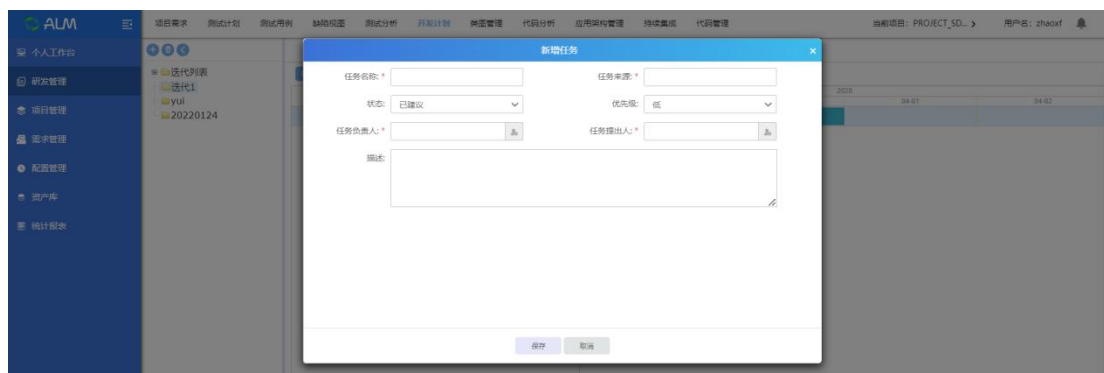 ALM 项目需求 测试计划 测试用例 缺陷视图 测试分析 开发计划 类图管理 代码分析 应用架构管理 持续集成 代码管理 当前项目：PROJECT_SD... 用户名：zhaoxf
个人工作台
研发管理
项目管理
需求管理
配置管理
资产库
统计报表
迭代列表
迭代1
yui
20220124
新增任务 ×
任务名称: * 任务来源: *
状态: 已建议 优先级: 低
任务负责人: * 任务提出人: *
描述:
保存 取消
04-01 04-02